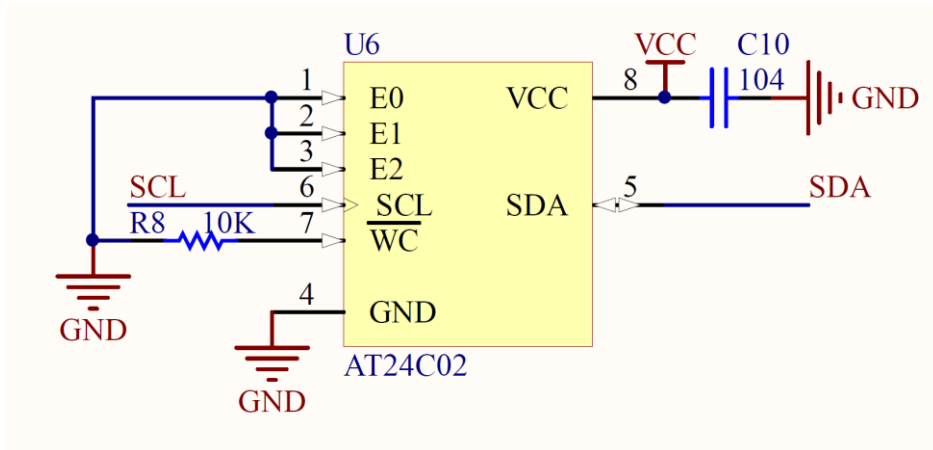 U6
VCC
C10
1
E0
VCC
8
104
GND
2
E1
3
E2
SCL
6
SCL
SDA
5
SDA
R8
10K
7
WC
GND
4
GND
GND
AT24C02